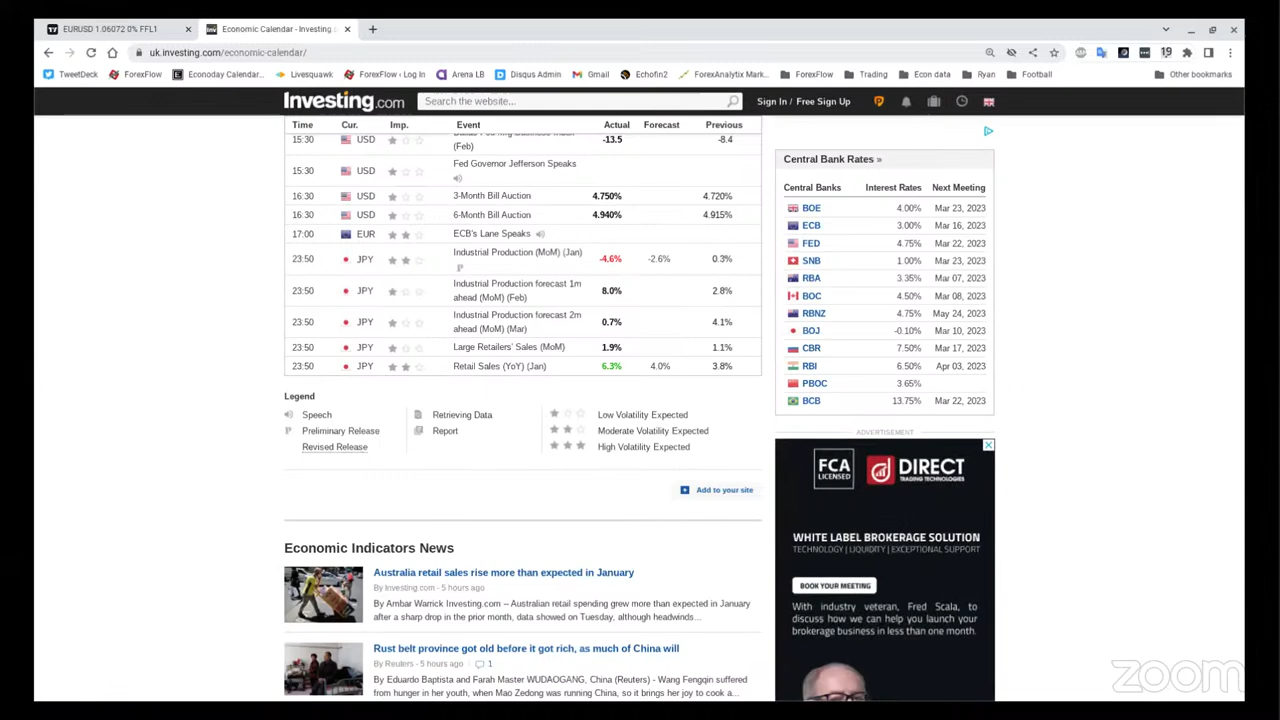 EURUSD 1.06072 0% FFL1
Economic Calendar - Investing
uk.investing.com/economic-calendar/
TweetDeck ForexFlow Econoday Calendar... Livesquawk ForexFlow ‹ Log In Arena LB Disqus Admin Gmail Echofin2 ForexAnalytix Mark... ForexFlow Trading Econ data Ryan Football Other bookmarks
Investing.com Search the website... Sign In / Free Sign Up
Time Cur. Imp. Event Actual Forecast Previous
15:30 USD (Feb) -13.5 -8.4
15:30 USD Fed Governor Jefferson Speaks
16:30 USD 3-Month Bill Auction 4.750% 4.720%
16:30 USD 6-Month Bill Auction 4.940% 4.915%
17:00 EUR ECB's Lane Speaks
23:50 JPY Industrial Production (MoM) (Jan) -4.6% -2.6% 0.3%
P
23:50 JPY Industrial Production forecast 1m
ahead (MoM) (Feb) 8.0% 2.8%
23:50 JPY Industrial Production forecast 2m
ahead (MoM) (Mar) 0.7% 4.1%
23:50 JPY Large Retailers' Sales (MoM) 1.9% 1.1%
23:50 JPY Retail Sales (YoY) (Jan) 6.3% 4.0% 3.8%
Legend
Speech Retrieving Data Low Volatility Expected
P Preliminary Release Report Moderate Volatility Expected
Revised Release High Volatility Expected
Add to your site
Economic Indicators News
Australia retail sales rise more than expected in January
By Investing.com - 5 hours ago
By Ambar Warrick Investing.com – Australian retail spending grew more than expected in January
after a sharp drop in the prior month, data showed on Tuesday, although headwinds...
Rust belt province got old before it got rich, as much of China will
By Reuters - 5 hours ago 1
By Eduardo Baptista and Farah Master WUDAOGANG, China (Reuters) - Wang Fengqin suffered
from hunger in her youth, when Mao Zedong was running China, so it brings her joy to cook a...
Central Bank Rates »
Central Banks Interest Rates Next Meeting
BOE 4.00% Mar 23, 2023
ECB 3.00% Mar 16, 2023
FED 4.75% Mar 22, 2023
SNB 1.00% Mar 23, 2023
RBA 3.35% Mar 07, 2023
BOC 4.50% Mar 08, 2023
RBNZ 4.75% May 24, 2023
BOJ -0.10% Mar 10, 2023
CBR 7.50% Mar 17, 2023
RBI 6.50% Apr 03, 2023
PBOC 3.65%
BCB 13.75% Mar 22, 2023
ADVERTISEMENT
FCA
LICENSED
DIRECT
TRADING TECHNOLOGIES
WHITE LABEL BROKERAGE SOLUTION
TECHNOLOGY | LIQUIDITY | EXCEPTIONAL SUPPORT
BOOK YOUR MEETING
With industry veteran, Fred Scala, to
discuss how we can help you launch your
brokerage business in less than one month.
zoom